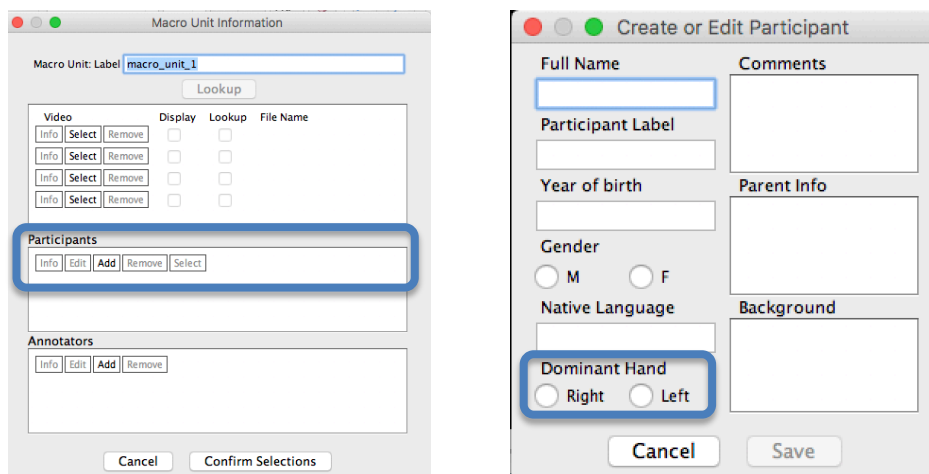 Macro Unit Information
Macro Unit: Label macro_unit_1
Lookup
Video Display Lookup File Name
Info Select Remove
Info Select Remove
Info Select Remove
Info Select Remove
Participants
Info Edit Add Remove Select
Annotators
Info Edit Add Remove
Cancel Confirm Selections
Create or Edit Participant
Full Name
Participant Label
Year of birth
Gender
M F
Native Language
Dominant Hand
Right Left
Comments
Parent Info
Background
Cancel Save